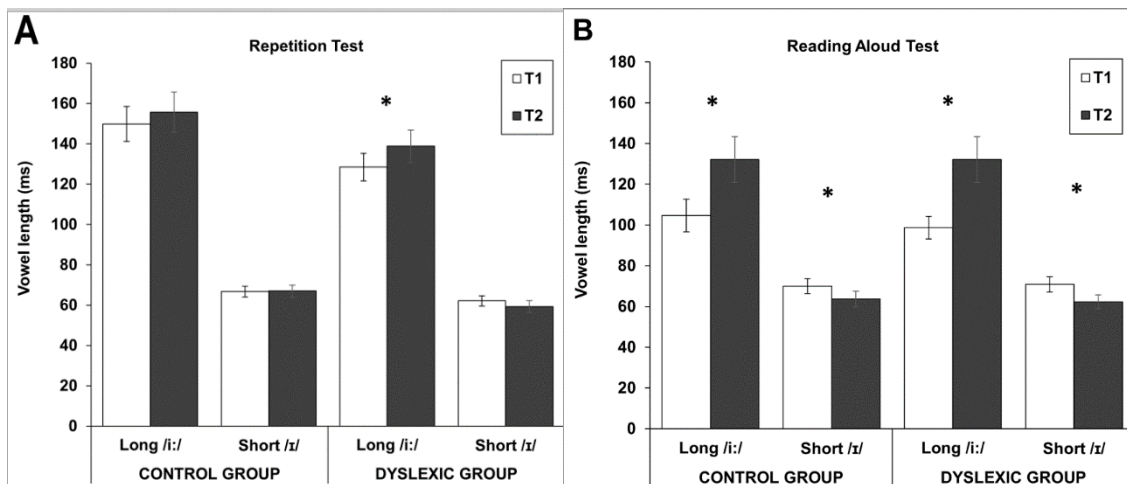 A
Repetition Test
T1
T2
Vowel length (ms)
180
160
140
120
100
80
60
40
20
0
*
Long /i:/ Short /ɪ/ Long /i:/ Short /ɪ/
CONTROL GROUP DYSLEXIC GROUP
B
Reading Aloud Test
T1
T2
Vowel length (ms)
180
160
140
120
100
80
60
40
20
0
* *
* *
Long /i:/ Short /ɪ/ Long /i:/ Short /ɪ/
CONTROL GROUP DYSLEXIC GROUP